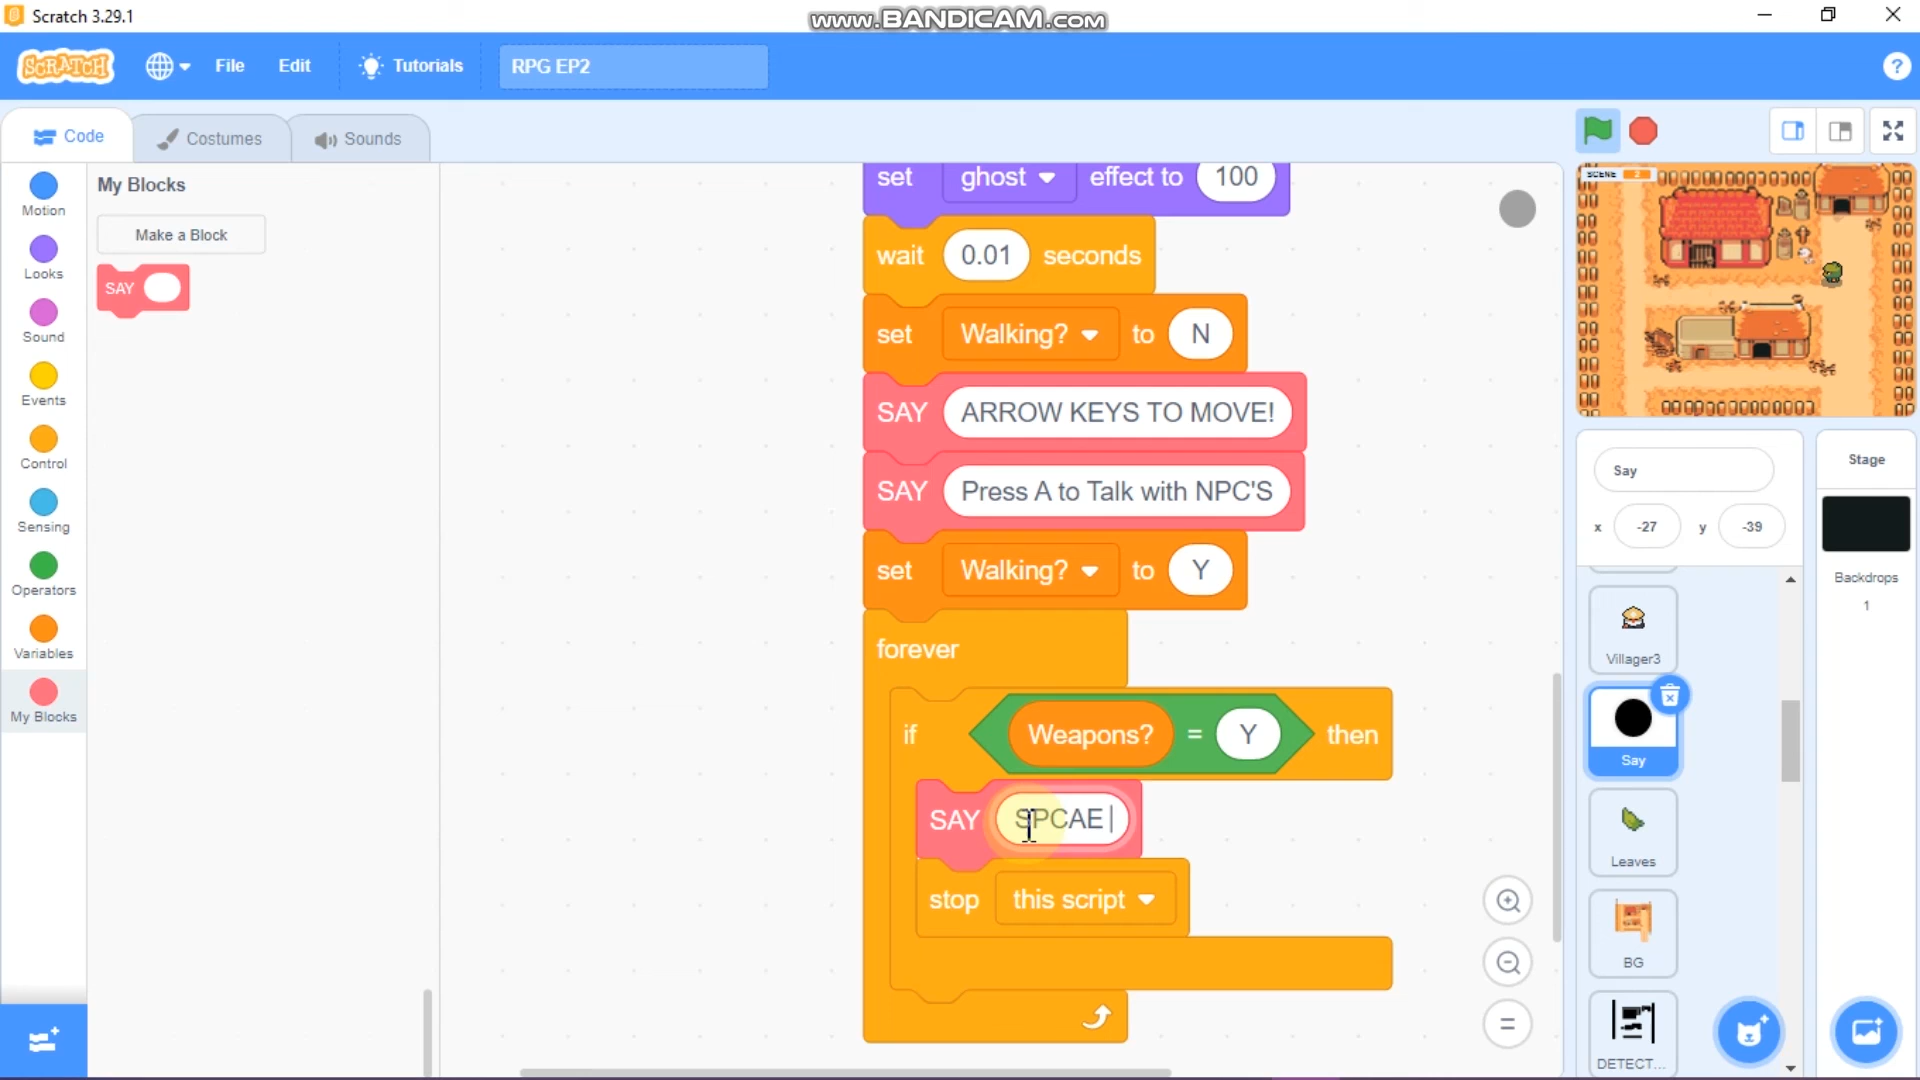 Scratch 3.29.1
www.BANDICAM.com
SCRATCH
File
Edit
Tutorials
RPG EP2
?
Code
Costumes
Sounds
Motion
Looks
Sound
Events
Control
Sensing
Operators
Variables
My Blocks
My Blocks
Make a Block
SAY
set ghost effect to 100
wait 0.01 seconds
set Walking? to N
SAY ARROW KEYS TO MOVE!
SAY Press A to Talk with NPC'S
set Walking? to Y
forever
if Weapons? = Y then
SAY SPCAE
stop this script
SCENE 2
Say
x -27 y -39
Villager3
Say
Leaves
BG
DETECT...
Stage
Backdrops
1